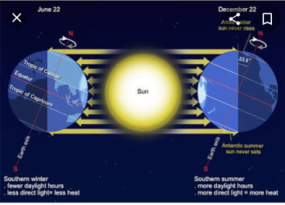 June 22
December 22
sun never rises
N
N
Tropic of Cancer
Equator
Tropic of Capricorn
Sun
23.5°
Earth axis
Earth axis
Antarctic summer
sun never sets
S
S
Southern winter
. fewer daylight hours
. less direct light= less heat
Southern summer
. more daylight hours
. more direct light = more heat